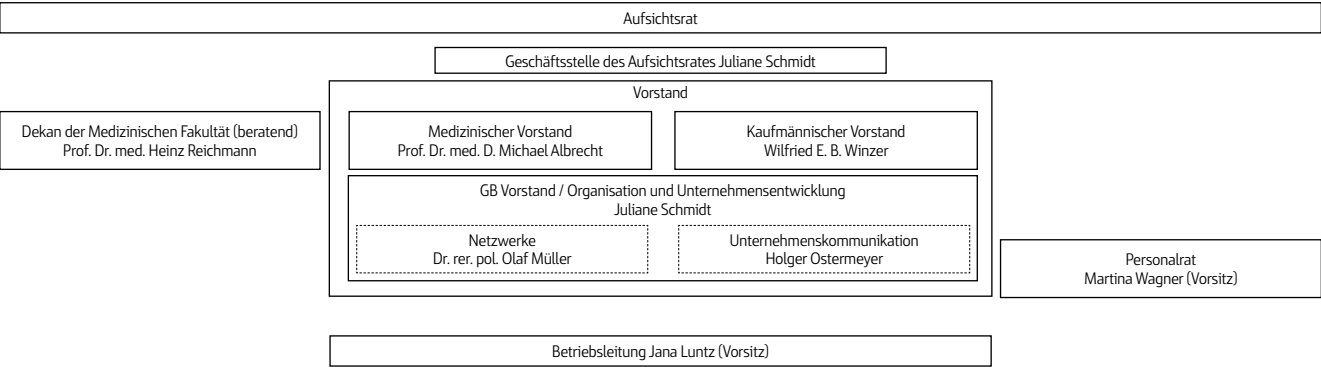 Aufsichtsrat
Geschäftsstelle des Aufsichtsrates Juliane Schmidt
Vorstand
Dekan der Medizinischen Fakultät (beratend)
Prof. Dr. med. Heinz Reichmann
Medizinischer Vorstand
Prof. Dr. med. D. Michael Albrecht
Kaufmännischer Vorstand
Wilfried E. B. Winzer
GB Vorstand / Organisation und Unternehmensentwicklung
Juliane Schmidt
Netzwerke
Dr. rer. pol. Olaf Müller
Unternehmenskommunikation
Holger Ostermeyer
Personalrat
Martina Wagner (Vorsitz)
Betriebsleitung Jana Luntz (Vorsitz)